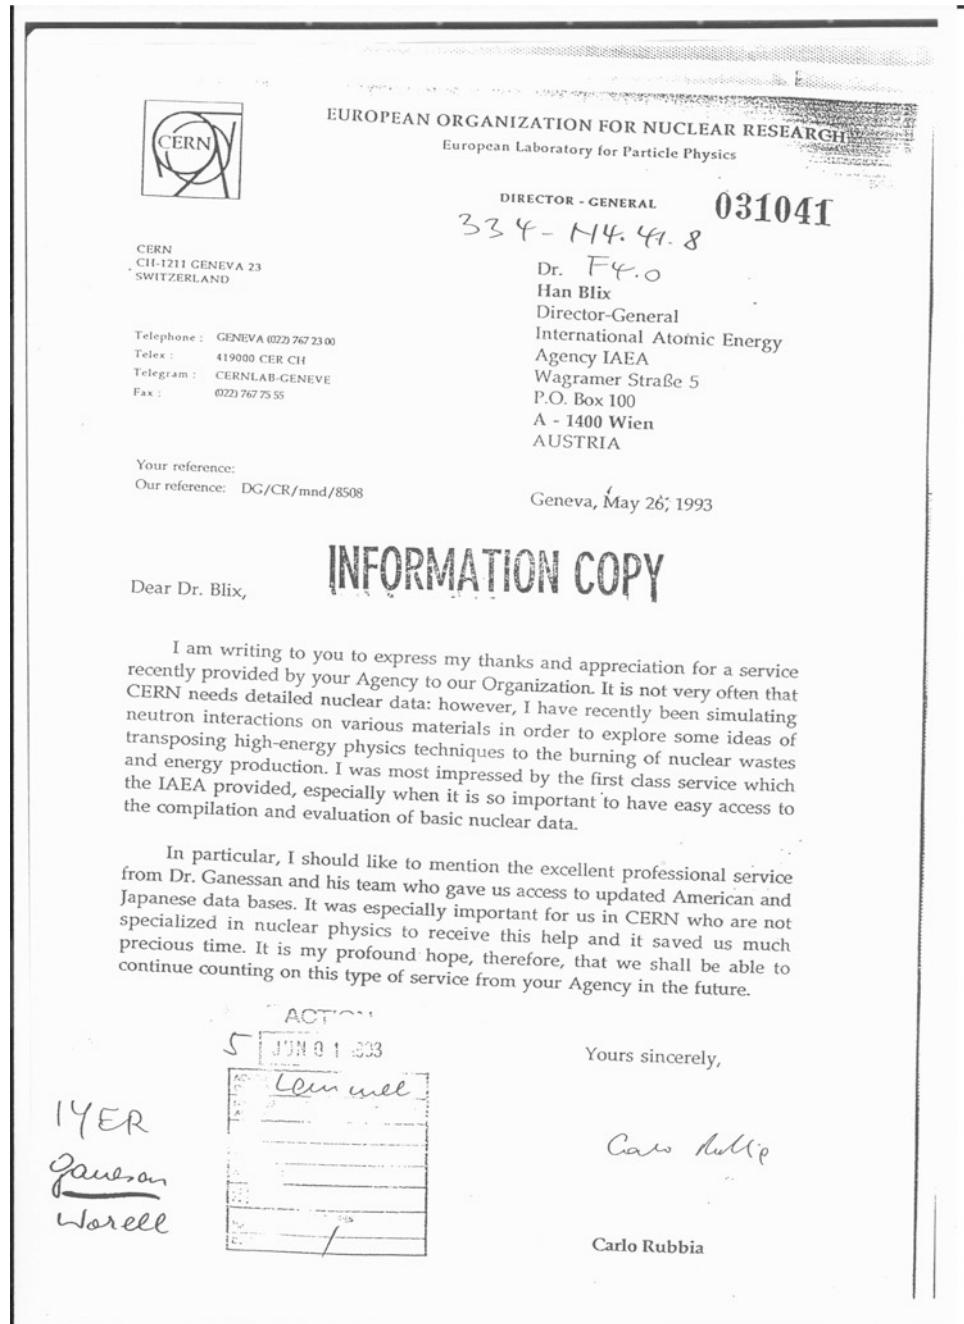 CERN
EUROPEAN ORGANIZATION FOR NUCLEAR RESEARCH
European Laboratory for Particle Physics
DIRECTOR - GENERAL
031041
334-N4.41.8
F4.0
CERN
CH-1211 GENEVA 23
SWITZERLAND
Telephone : GENEVA (022) 767 23 00
Telex : 419000 CER CH
Telegram : CERNLAB-GENEVE
Fax : (022) 767 75 55
Dr.
Han Blix
Director-General
International Atomic Energy
Agency IAEA
Wagramer Straße 5
P.O. Box 100
A - 1400 Wien
AUSTRIA
Your reference:
Our reference: DG/CR/mnd/8508
Geneva, May 26, 1993
INFORMATION COPY
Dear Dr. Blix,
I am writing to you to express my thanks and appreciation for a service
recently provided by your Agency to our Organization. It is not very often that
CERN needs detailed nuclear data: however, I have recently been simulating
neutron interactions on various materials in order to explore some ideas of
transposing high-energy physics techniques to the burning of nuclear wastes
and energy production. I was most impressed by the first class service which
the IAEA provided, especially when it is so important to have easy access to
the compilation and evaluation of basic nuclear data.
In particular, I should like to mention the excellent professional service
from Dr. Ganessan and his team who gave us access to updated American and
Japanese data bases. It was especially important for us in CERN who are not
specialized in nuclear physics to receive this help and it saved us much
precious time. It is my profound hope, therefore, that we shall be able to
continue counting on this type of service from your Agency in the future.
ACTION
5 JUN 01 1993
Lemmel
IYER
Ganesan
Worell
Yours sincerely,
Carlo Rubbia
Carlo Rubbia